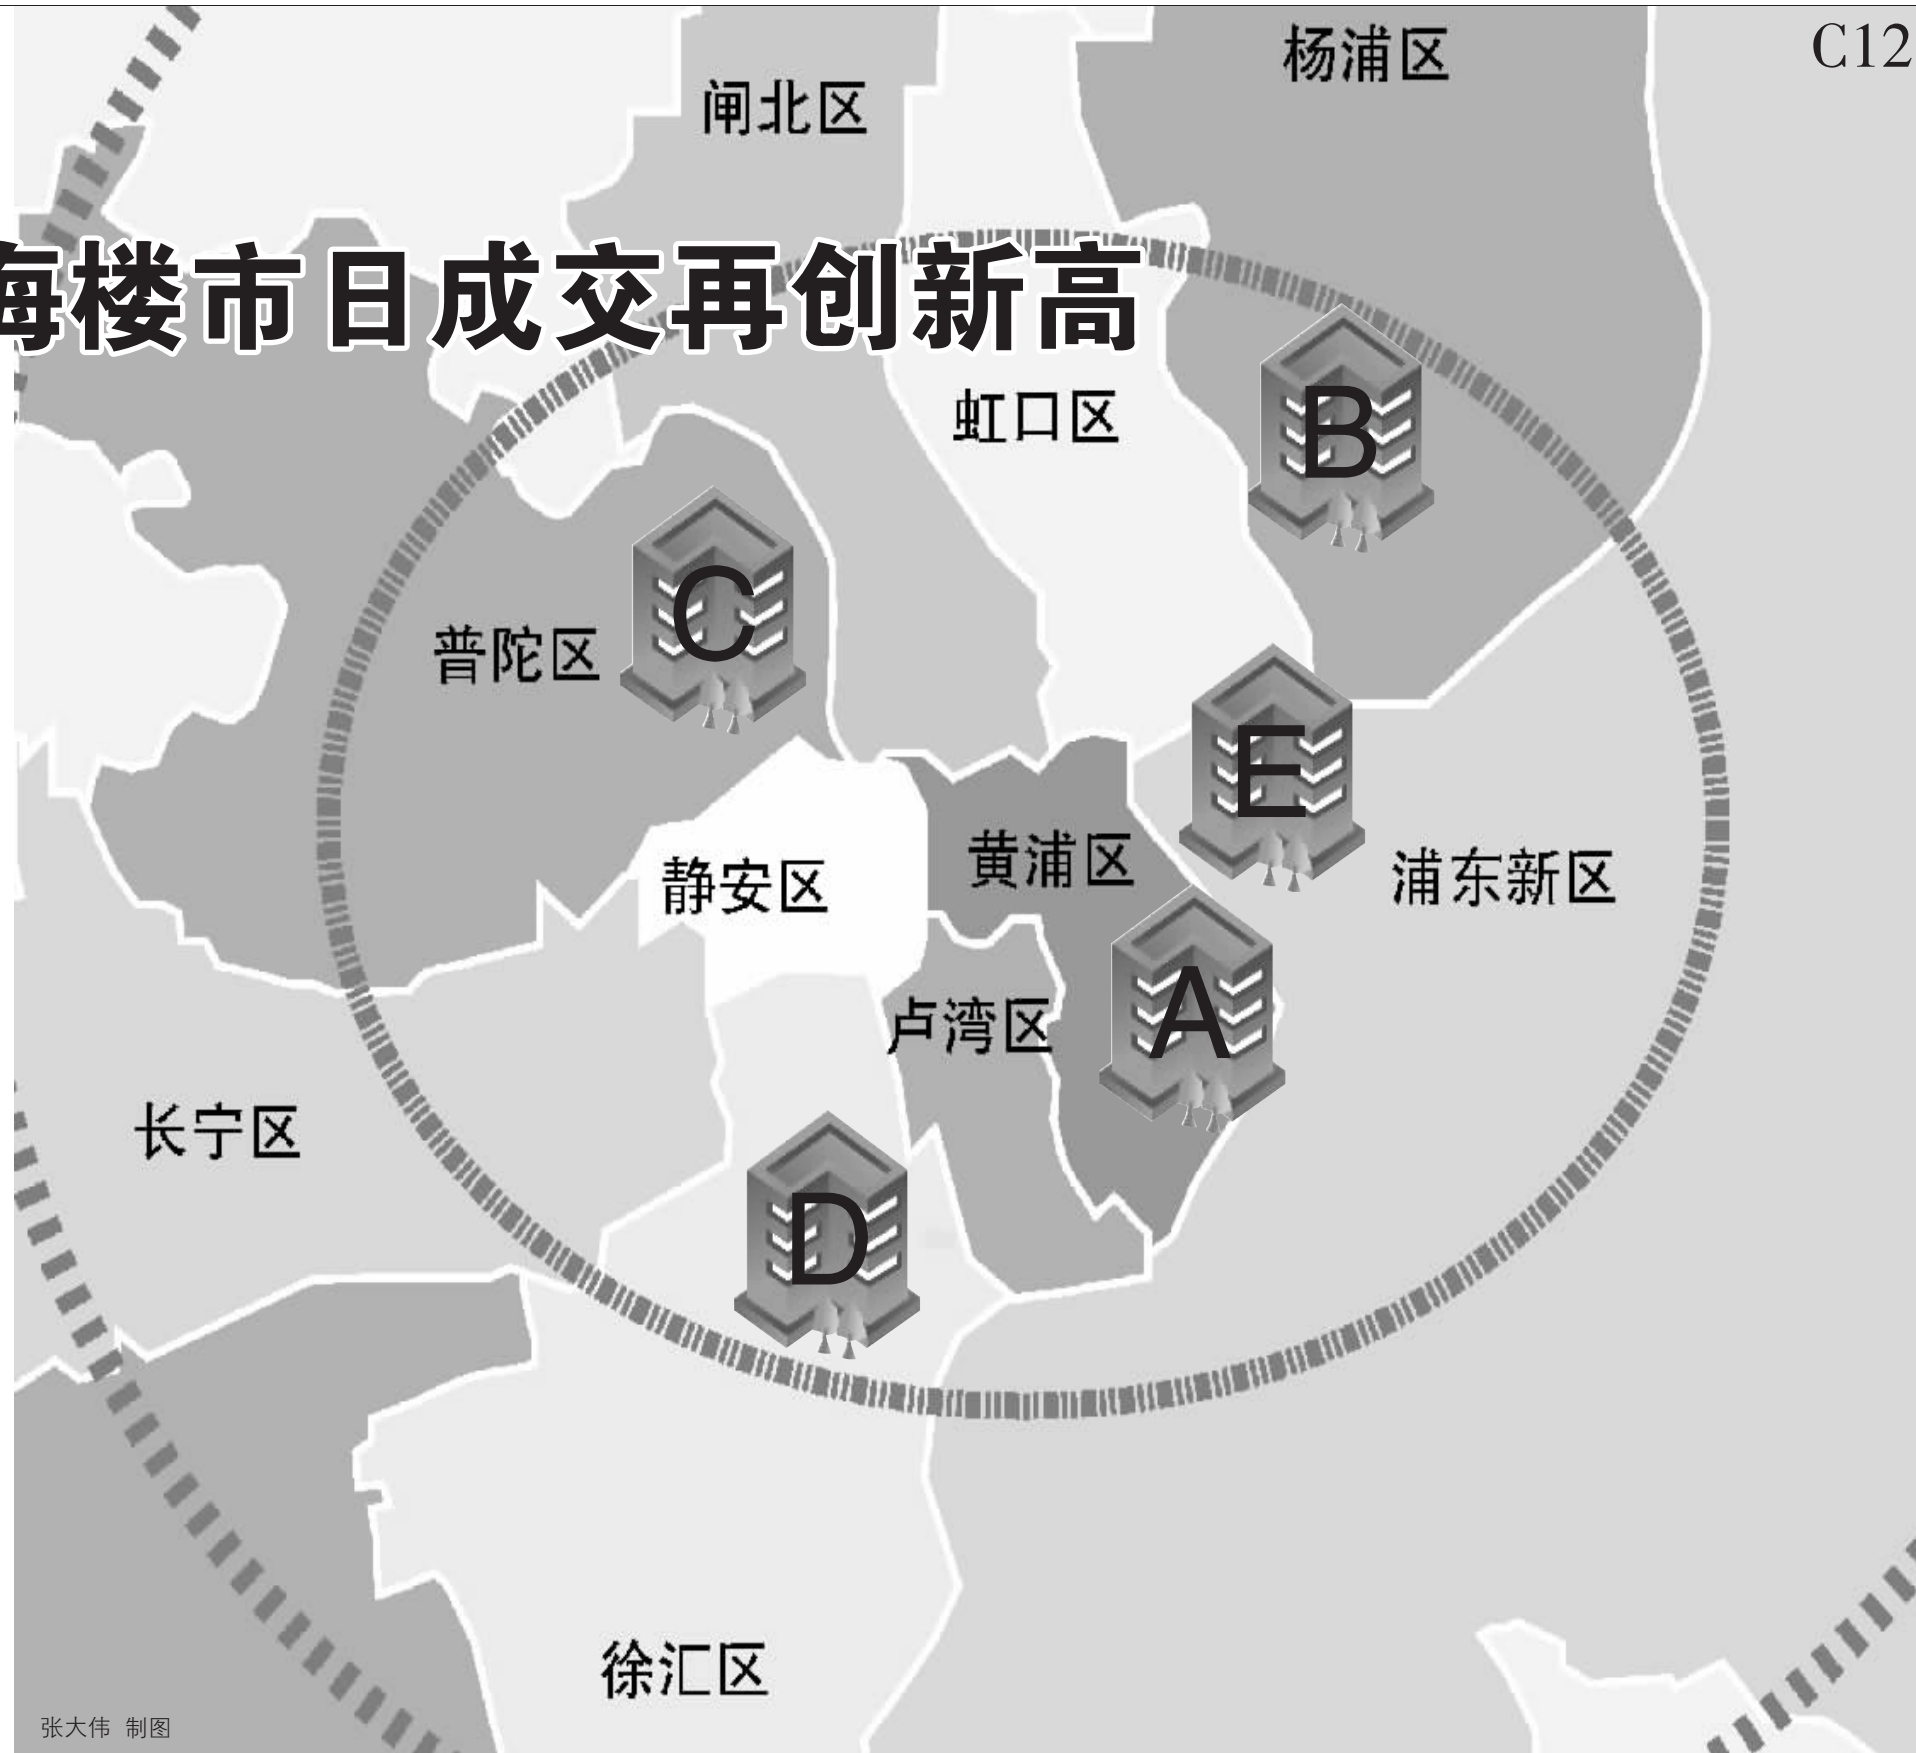 杨浦区
C12
闸北区
海楼市日成交再创新高
虹口区
B
C
普陀区
E
黄浦区
静安区
浦东新区
A
卢湾区
长宁区
D
徐汇区
张大伟 制图